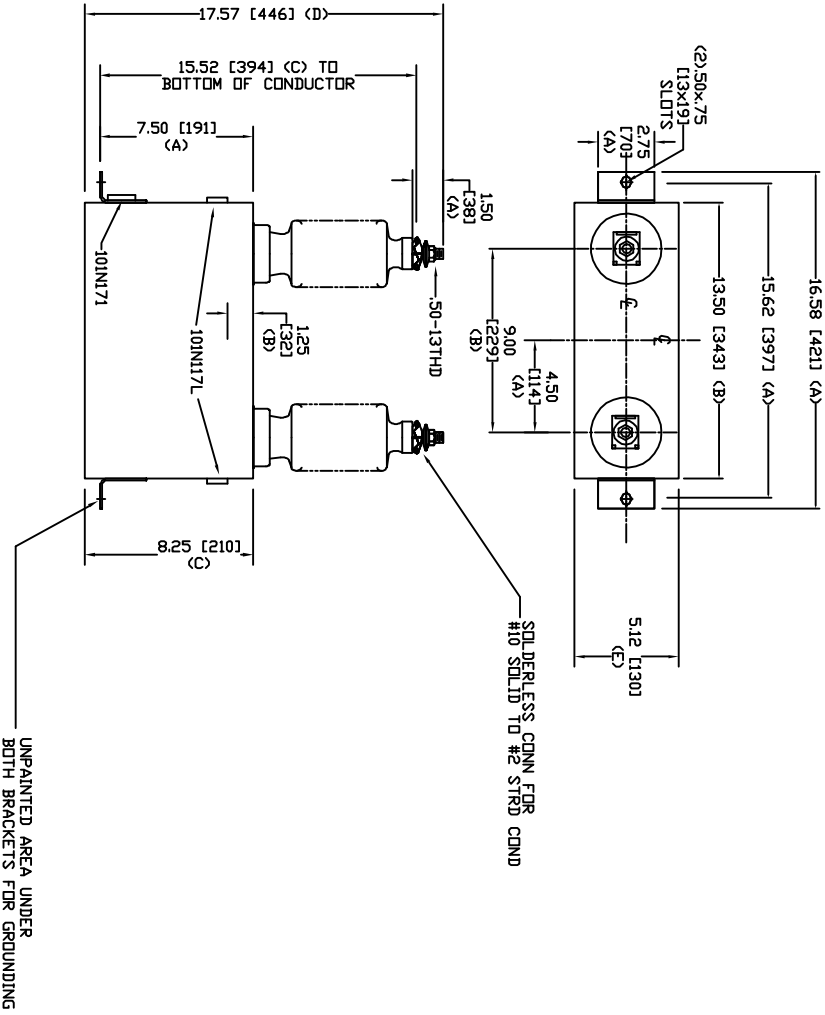 17.57 [446] (D)
15.52 [394] (C) TO
BOTTOM OF CONDUCTOR
7.50 [191]
(A)
1.50
[38]
(A)
.50-13THD
101N171
101N117L
1.25
[32]
(B)
8.25 [210]
(C)
(2).50x.75
[13x19]
SLOTS
2.75
[70]
(A)
9.00
[229]
(B)
4.50
[114]
(A)
CL
CL
13.50 [343] (B)
15.62 [397] (A)
16.58 [421] (A)
5.12 [130]
(E)
SOLDERLESS CONN FOR
#10 SOLID TO #2 STRD COND
UNPAINTED AREA UNDER
BOTH BRACKETS FOR GROUNDING